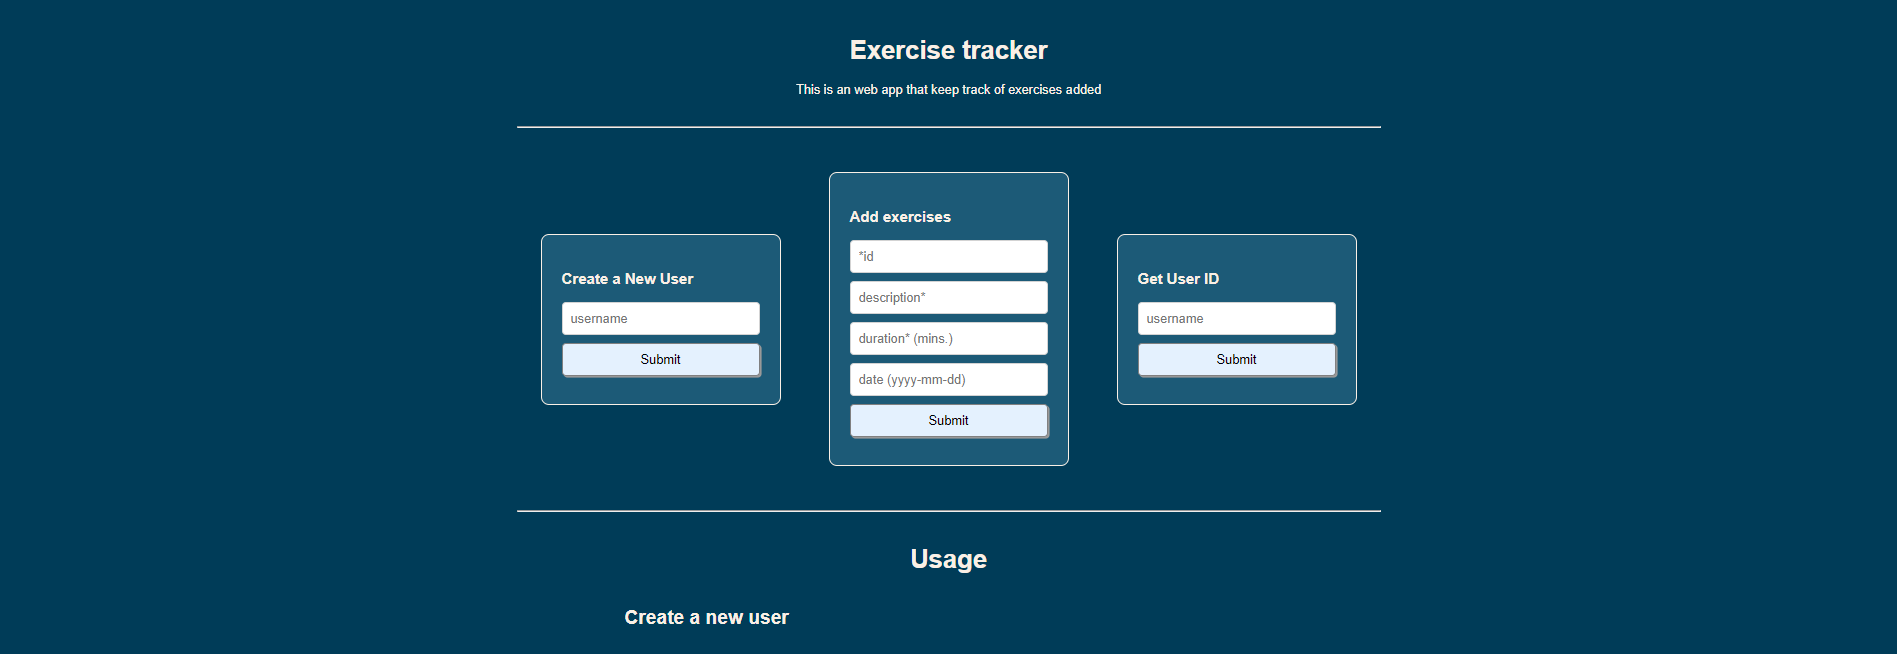 Exercise tracker
This is an web app that keep track of exercises added
Create a New User
username
Submit
Add exercises
*id
description*
duration* (mins.)
date (yyyy-mm-dd)
Submit
Get User ID
username
Submit
Usage
Create a new user